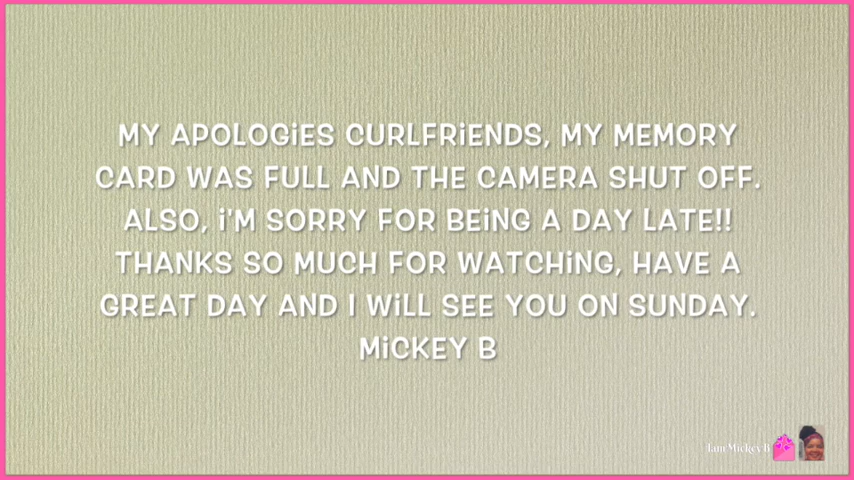 MY APOLOGiES CURLFRiENDS, MY MEMORY
CARD WAS FULL AND THE CAMERA SHUT OFF.
ALSO, i'M SORRY FOR BEiNG A DAY LATE!!
THANKS SO MUCH FOR WATCHiNG, HAVE A
GREAT DAY AND I WiLL SEE YOU ON SUNDAY.
MiCKEY B
Iam Mickey B